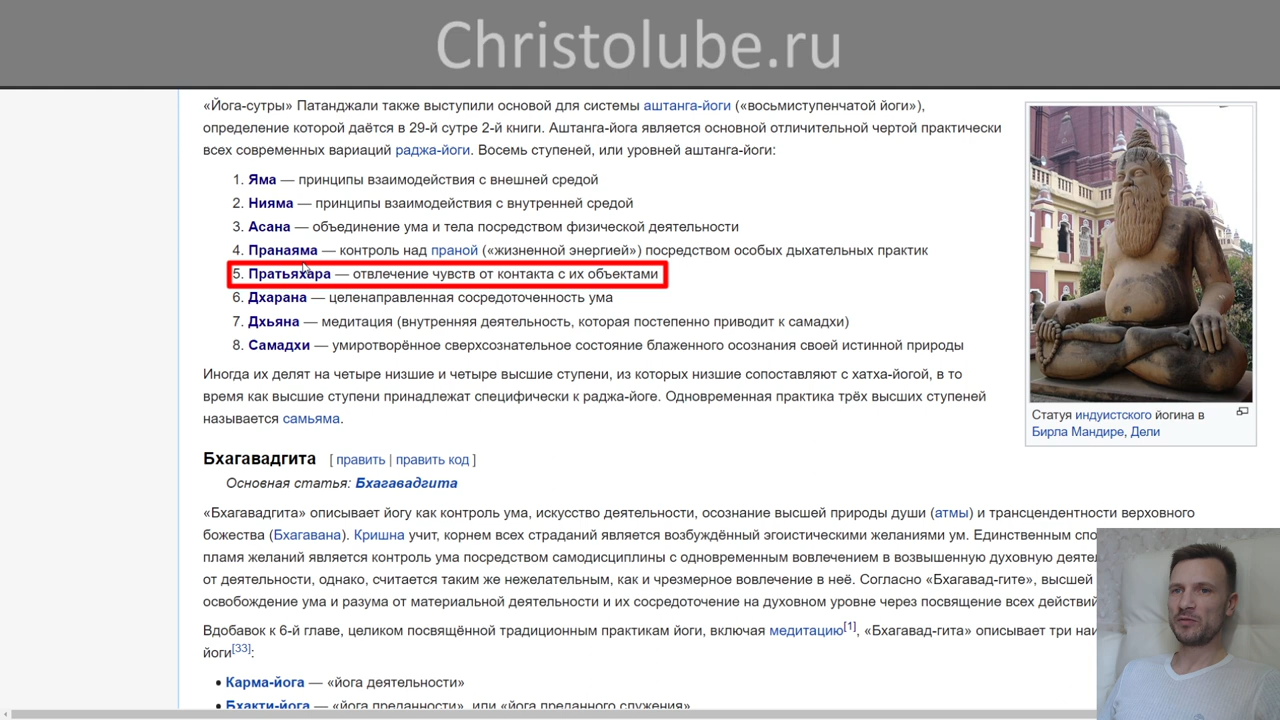 Christolube.ru
«Йога-сутры» Патанджали также выступили основой для системы аштанга-йоги («восьмиступенчатой йоги»),
определение которой даётся в 29-й сутре 2-й книги. Аштанга-йога является основной отличительной чертой практически
всех современных вариаций раджа-йоги. Восемь ступеней, или уровней аштанга-йоги:
1. Яма — принципы взаимодействия с внешней средой
2. Нияма — принципы взаимодействия с внутренней средой
3. Асана — объединение ума и тела посредством физической деятельности
4. Пранаяма — контроль над праной («жизненной энергией») посредством особых дыхательных практик
5. Пратьяхара — отвлечение чувств от контакта с их объектами
6. Дхарана — целенаправленная сосредоточенность ума
7. Дхьяна — медитация (внутренняя деятельность, которая постепенно приводит к самадхи)
8. Самадхи — умиротворённое сверхсознательное состояние блаженного осознания своей истинной природы
Иногда их делят на четыре низшие и четыре высшие ступени, из которых низшие сопоставляют с хатха-йогой, в то
время как высшие ступени принадлежат специфически к раджа-йоге. Одновременная практика трёх высших ступеней
называется самьяма.
Статуя индуистского йогина в
Бирла Мандире, Дели
Бхагавадгита [ править | править код ]
Основная статья: Бхагавадгита
«Бхагавадгита» описывает йогу как контроль ума, искусство деятельности, осознание высшей природы души (атмы) и трансцендентности верховного
божества (Бхагавана). Кришна учит, корнем всех страданий является возбуждённый эгоистическими желаниями ум. Единственным спо
пламя желаний является контроль ума посредством самодисциплины с одновременным вовлечением в возвышенную духовную деяте
от деятельности, однако, считается таким же нежелательным, как и чрезмерное вовлечение в неё. Согласно «Бхагавад-гите», высшей
освобождение ума и разума от материальной деятельности и их сосредоточение на духовном уровне через посвящение всех действий
Вдобавок к 6-й главе, целиком посвящённой традиционным практикам йоги, включая медитацию[1], «Бхагавад-гита» описывает три наи
йоги[33]:
• Карма-йога — «йога деятельности»
• Бхакти-йога — «йога преданности», или «йога преданного служения»